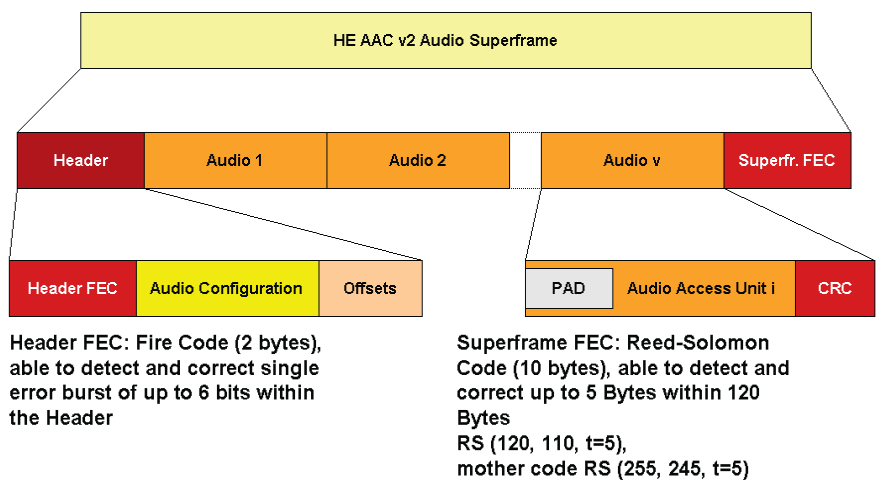 HE AAC v2 Audio Superframe
Header
Audio 1
Audio 2
Audio v
Superfr. FEC
Header FEC
Audio Configuration
Offsets
PAD
Audio Access Unit i
CRC
Header FEC: Fire Code (2 bytes),
able to detect and correct single
error burst of up to 6 bits within
the Header
Superframe FEC: Reed-Solomon
Code (10 bytes), able to detect and
correct up to 5 Bytes within 120
Bytes
RS (120, 110, t=5),
mother code RS (255, 245, t=5)